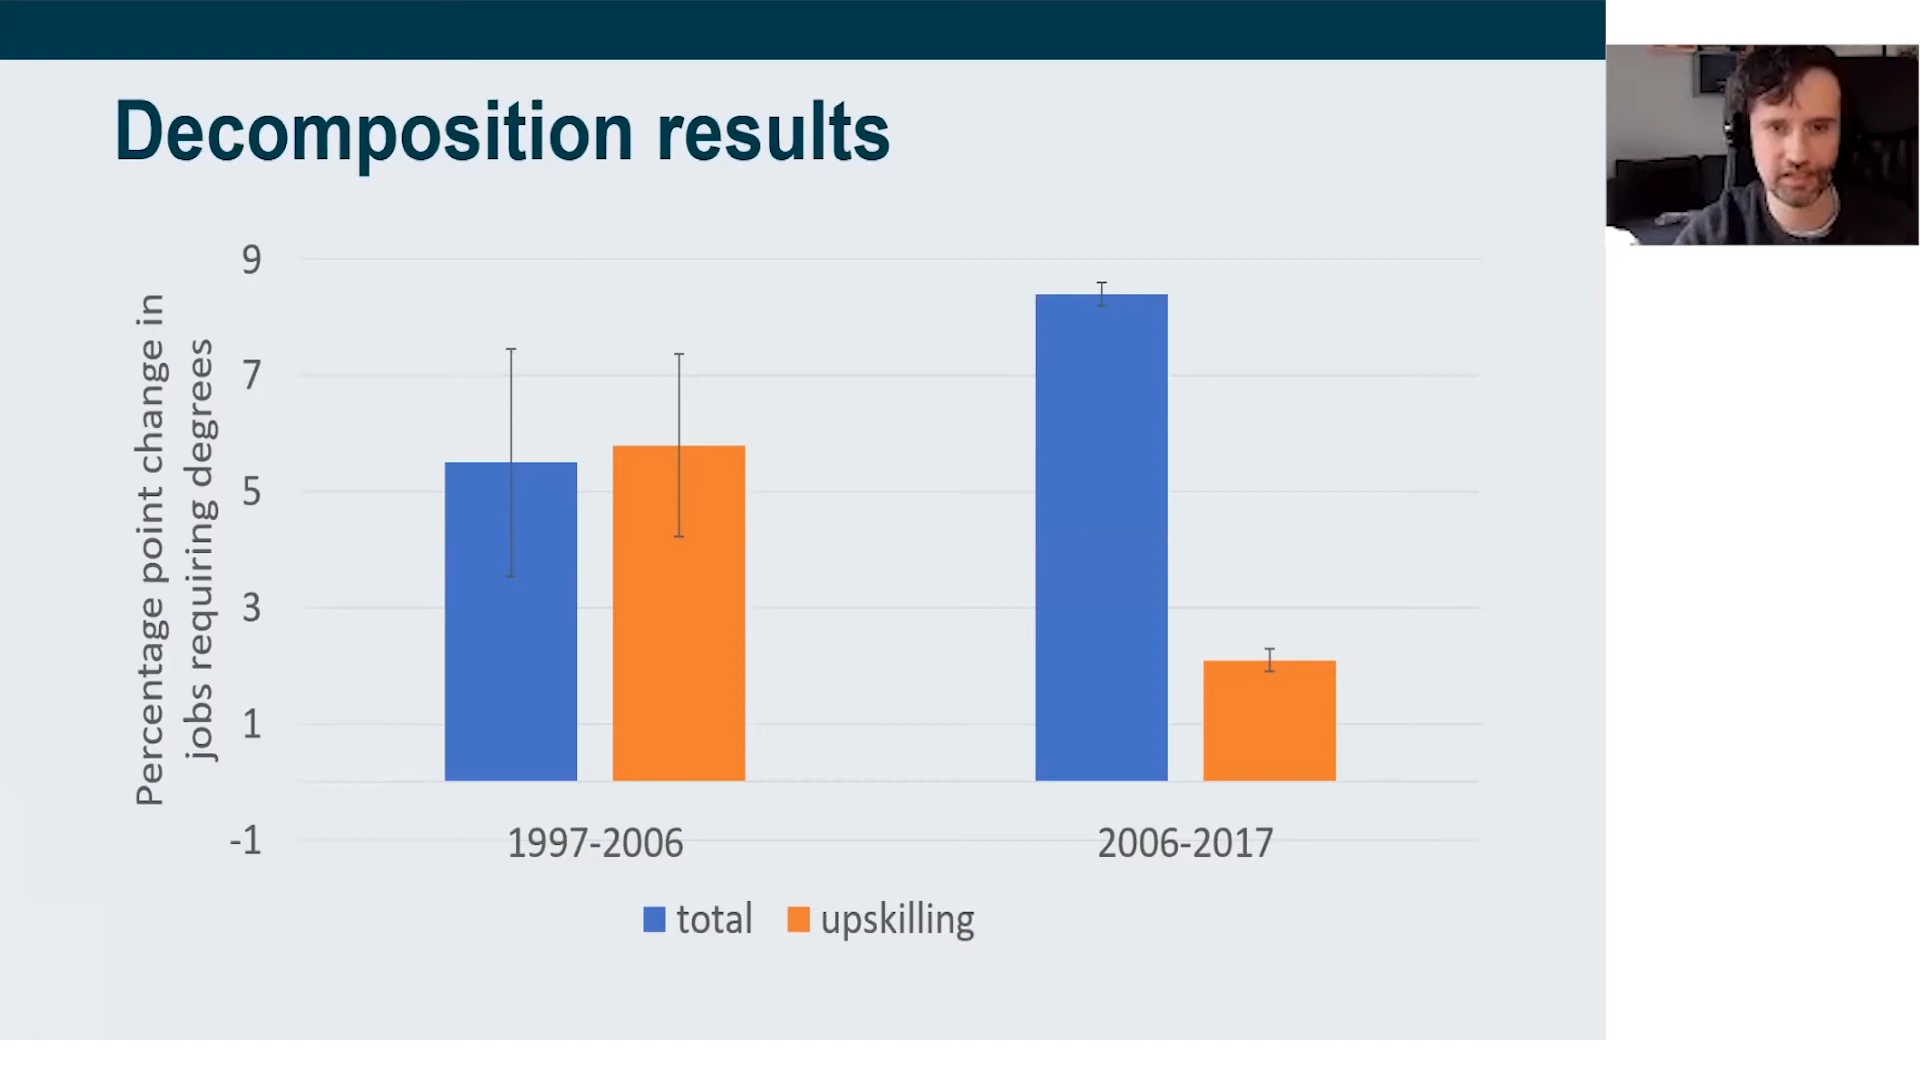 Decomposition results
Percentage point change in
jobs requiring degrees
9
7
5
3
1
-1
1997-2006
2006-2017
total
upskilling